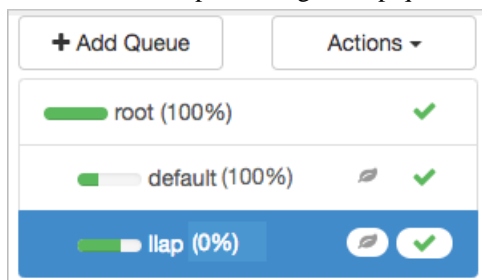 + Add Queue
Actions
root (100%)
default (100%)
llap (0%)